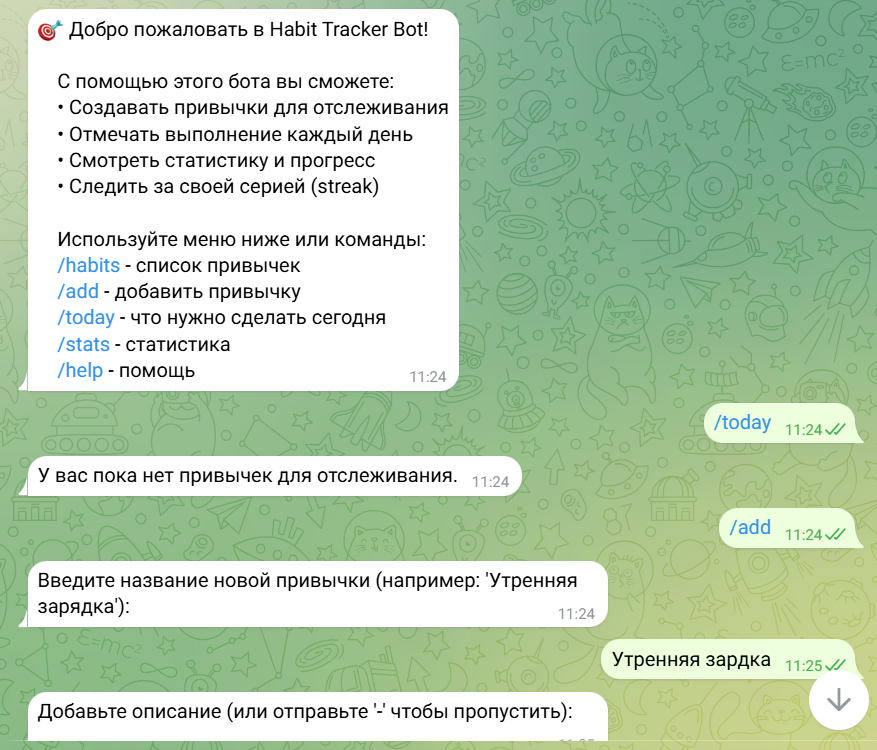 🎯 Добро пожаловать в Habit Tracker Bot!
С помощью этого бота вы сможете:
• Создавать привычки для отслеживания
• Отмечать выполнение каждый день
• Смотреть статистику и прогресс
• Следить за своей серией (streak)
Используйте меню ниже или команды:
/habits - список привычек
/add - добавить привычку
/today - что нужно сделать сегодня
/stats - статистика
/help - помощь
11:24
/today 11:24
У вас пока нет привычек для отслеживания. 11:24
/add 11:24
Введите название новой привычки (например: 'Утренняя
зарядка'):
11:24
Утренняя зардка 11:25
Добавьте описание (или отправьте '-' чтобы пропустить):